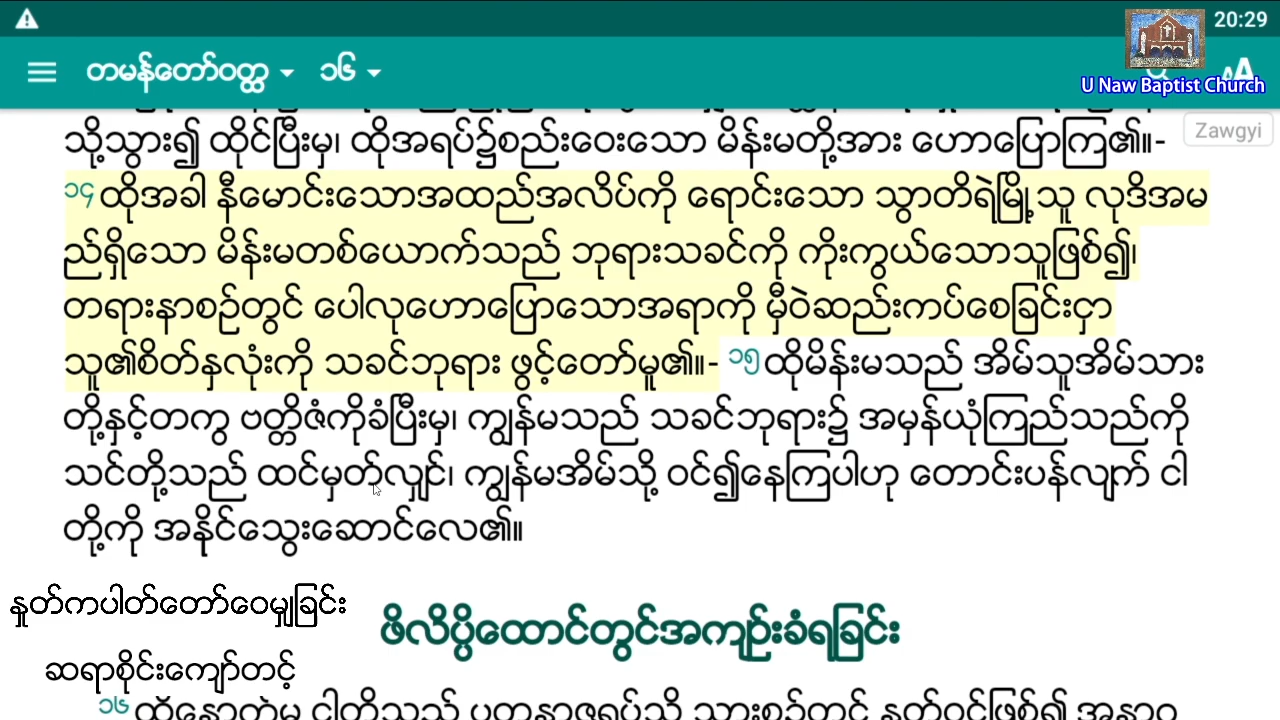 20:29
တမန်တော်ဝတ္ထု ၁၆
U Naw Baptist Church
Zawgyi
သို့သွား၍ ထိုင်ပြီးမှ၊ ထိုအရပ်၌စည်းဝေးသော မိန်းမတို့အား ဟောပြောကြ၏။-
၁၄ ထိုအခါ နီမောင်းသောအထည်အလိပ်ကို ရောင်းသော သွာတိရဲမြို့သူ လုဒိအမ
ည်ရှိသော မိန်းမတစ်ယောက်သည် ဘုရားသခင်ကို ကိုးကွယ်သောသူဖြစ်၍၊
တရားနာစဉ်တွင် ပေါလုဟောပြောသောအရာကို မှီဝဲဆည်းကပ်စေခြင်းငှာ
သူ၏စိတ်နှလုံးကို သခင်ဘုရား ဖွင့်တော်မူ၏။- ၁၅ ထိုမိန်းမသည် အိမ်သူအိမ်သား
တို့နှင့်တကွ ဗတ္တိဇံကိုခံပြီးမှ၊ ကျွန်မသည် သခင်ဘုရား၌ အမှန်ယုံကြည်သည်ကို
သင်တို့သည် ထင်မှတ်လျှင်၊ ကျွန်မအိမ်သို့ ဝင်၍နေကြပါဟု တောင်းပန်လျက် ငါ
တို့ကို အနိုင်သွေးဆောင်လေ၏။
နှုတ်ကပါတ်တော်ဝေမျှခြင်း
ဖိလိပ္ပိထောင်တွင်အကျဉ်းခံရခြင်း
ဆရာစိုင်းကျော်တင့်
၁၆